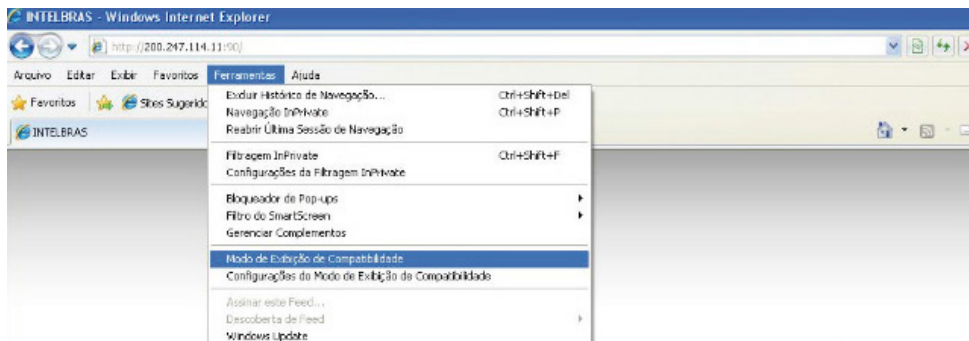 INTELBRAS - Windows Internet Explorer
http://200.247.114.11:90/
Arquivo Editar Exibir Favoritos Ferramentas Ajuda
Favoritos Sites Sugerido
INTELBRAS
Excluir Histórico de Navegação... Ctrl+Shift+Del
Navegação InPrivate Ctrl+Shift+P
Reabrir Última Sessão de Navegação
Filtragem InPrivate Ctrl+Shift+F
Configurações da Filtragem InPrivate
Bloqueador de Pop-ups
Filtro do SmartScreen
Gerenciar Complementos
Modo de Exibição de Compatibilidade
Configurações do Modo de Exibição de Compatibilidade
Assinar este Feed...
Descoberta de Feed
Windows Update